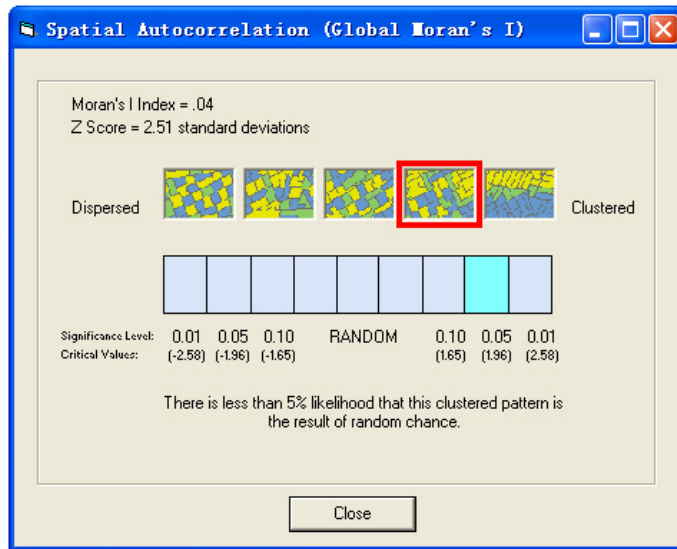 Spatial Autocorrelation (Global Moran's I)
Moran's I Index = .04
Z Score = 2.51 standard deviations
Dispersed
Clustered
Significance Level: 0.01 0.05 0.10 RANDOM 0.10 0.05 0.01
Critical Values: (-2.58) (-1.96) (-1.65) (1.65) (1.96) (2.58)
There is less than 5% likelihood that this clustered pattern is
the result of random chance.
Close